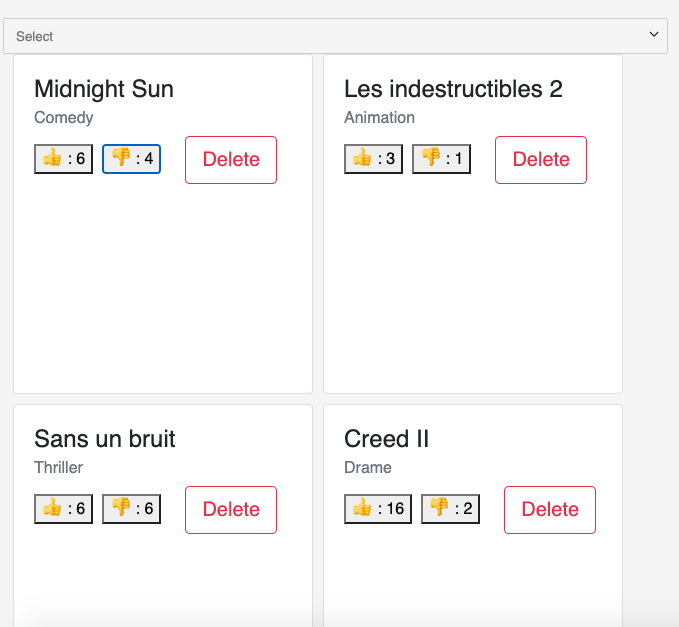 Select
Midnight Sun
Comedy
👍 : 6 👎 : 4 Delete
Les indestructibles 2
Animation
👍 : 3 👎 : 1 Delete
Sans un bruit
Thriller
👍 : 6 👎 : 6 Delete
Creed II
Drame
👍 : 16 👎 : 2 Delete